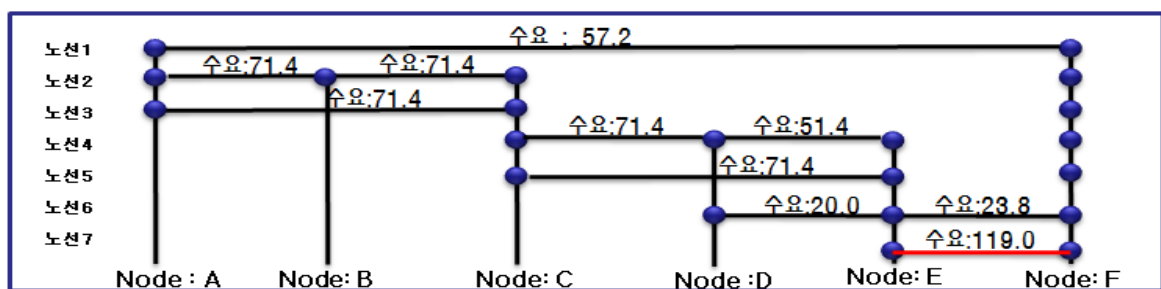 노선1 수요 : 57.2
노선2 수요:71.4 수요:71.4
노선3 수요:71.4
노선4 수요:71.4 수요:51.4
노선5 수요:71.4
노선6 수요:20.0 수요:23.8
노선7 수요:119.0
Node : A Node: B Node: C Node :D Node: E Node: F